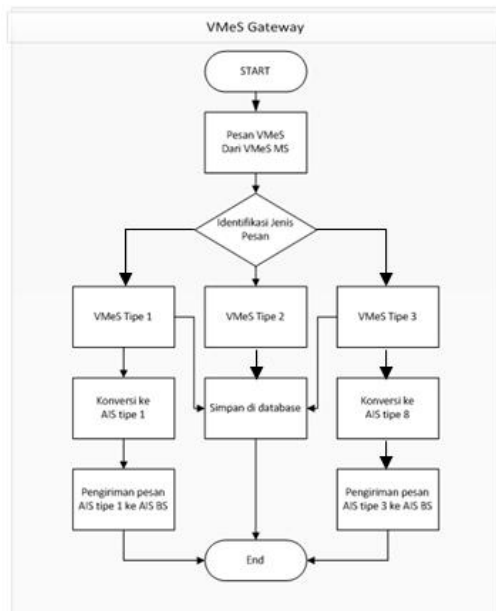 VMeS Gateway
START
Pesan VMeS
Dari VMeS MS
Identifikasi Jenis
Pesan
VMeS Tipe 1
VMeS Tipe 2
VMeS Tipe 3
Konversi ke
AIS tipe 1
Simpan di database
Konversi ke
AIS tipe 8
Pengiriman pesan
AIS tipe 1 ke AIS BS
Pengiriman pesan
AIS tipe 3 ke AIS BS
End